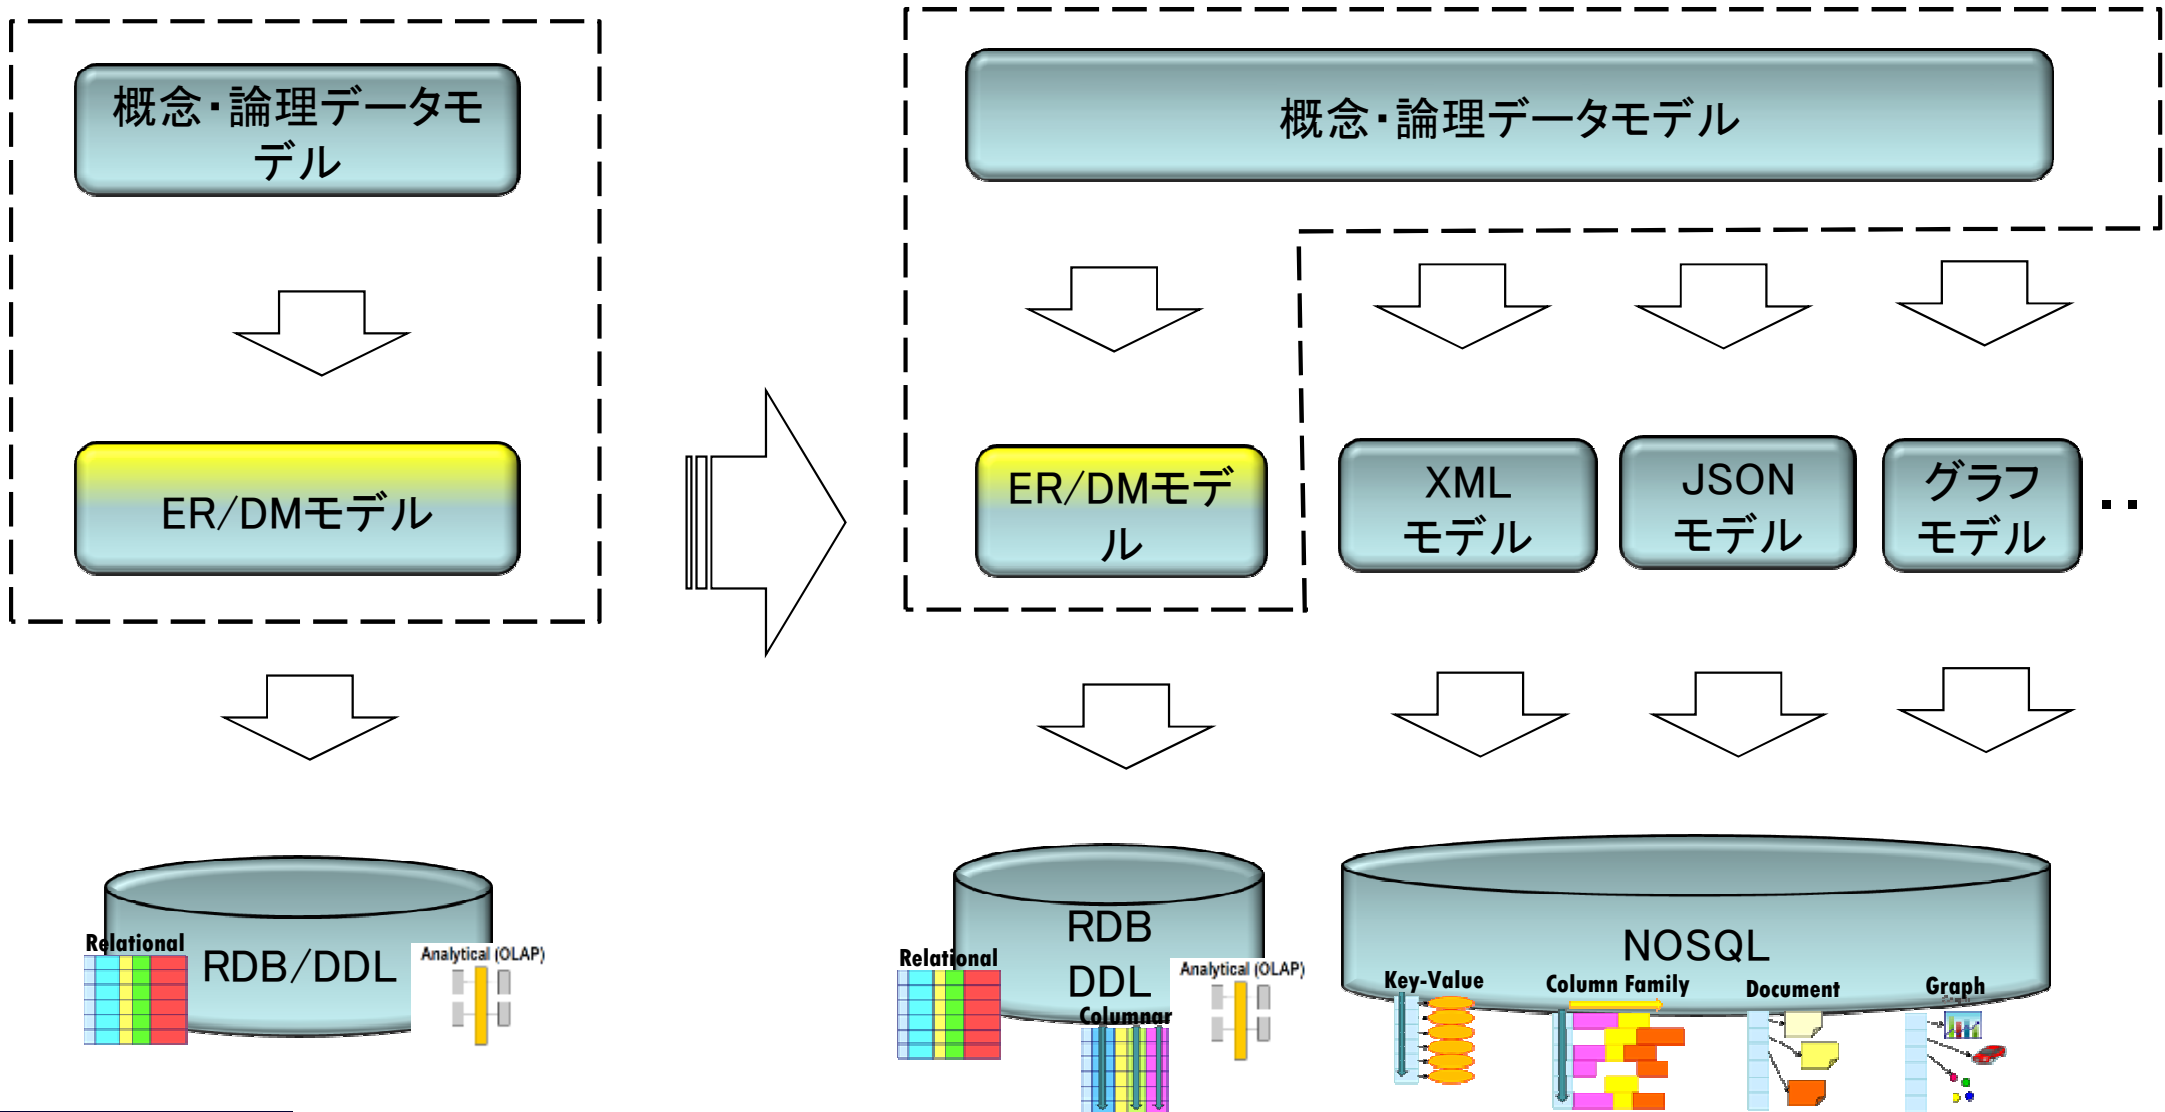 概念・論理データモ
デル
ER/DMモデル
Relational
RDB/DDL
Analytical (OLAP)
概念・論理データモデル
ER/DMモデ
ル
XML
モデル
JSON
モデル
グラフ
モデル
・・
RDB
DDL
Relational
Columnar
Analytical (OLAP)
NOSQL
Key-Value
Column Family
Document
Graph